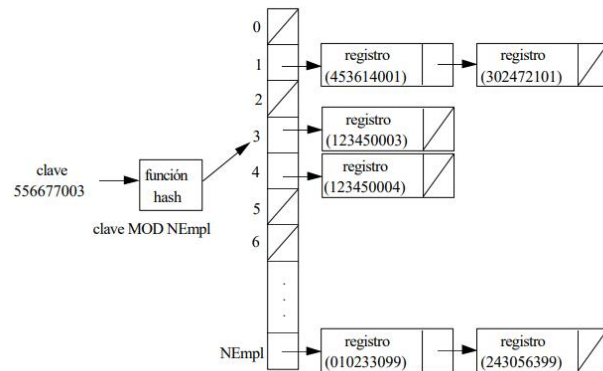 0
1
registro
(453614001)
registro
(302472101)
2
3
registro
(123450003)
clave
556677003
función
hash
4
registro
(123450004)
clave MOD NEmpl
5
6
.
.
.
NEmpl
registro
(010233099)
registro
(243056399)